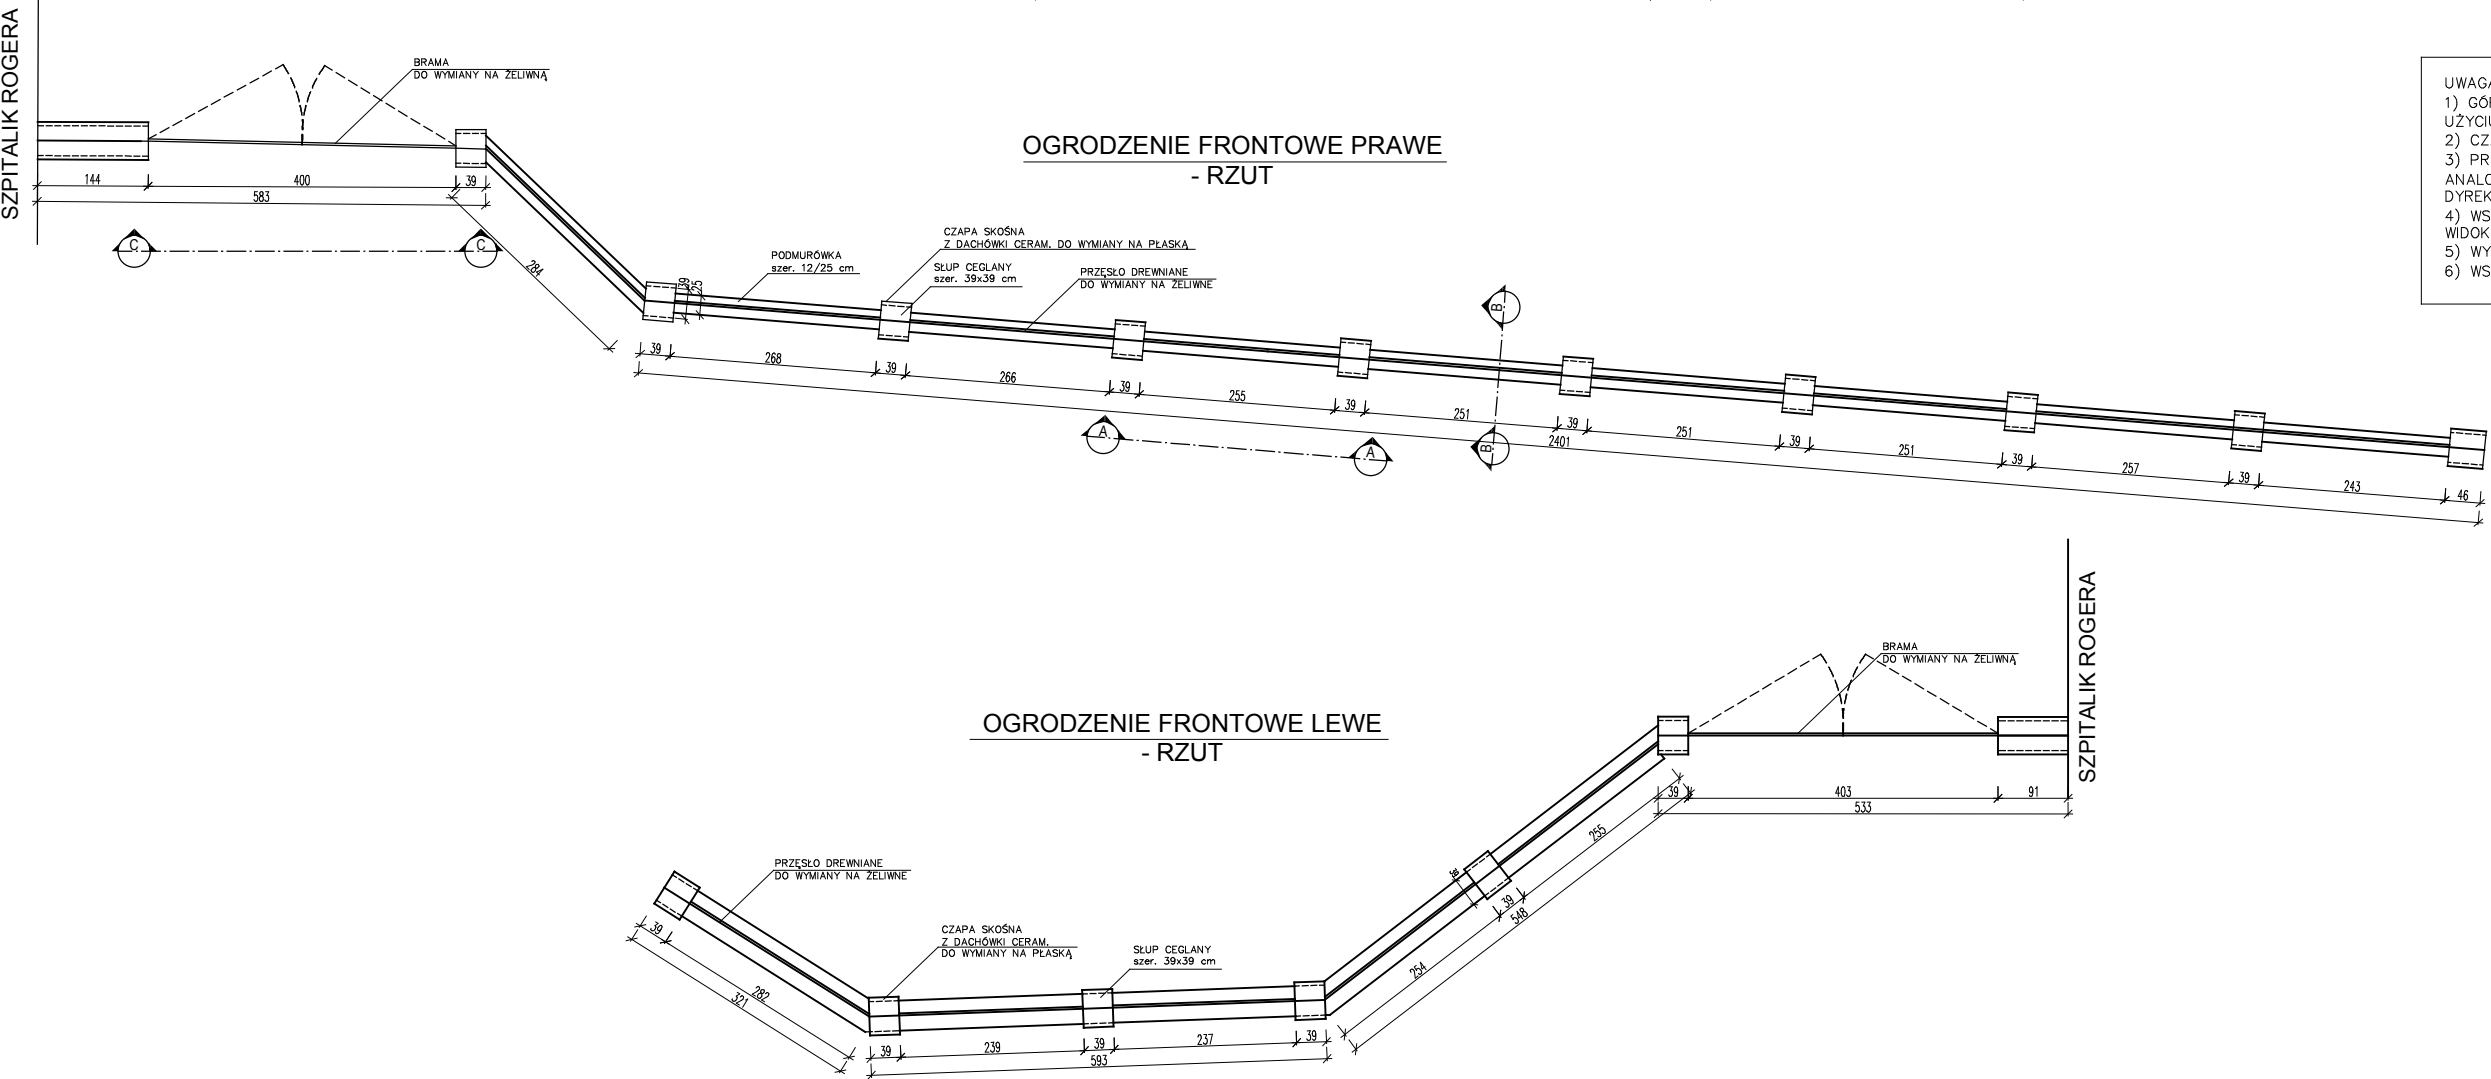 SZPITALIK ROGERA
BRAMA
DO WYMIANY NA ŻELIWNĄ
144
400
39
583
C
C
284
OGRODZENIE FRONTOWE PRAWE
- RZUT
PODMURÓWKA
szer. 12/25 cm
CZAPA SKOŚNA
Z DACHÓWKI CERAM. DO WYMIANY NA PŁASKĄ
SŁUP CEGLANY
szer. 39x39 cm
PRZĘSŁO DREWNIANE
DO WYMIANY NA ŻELIWNE
39
25
39
268
39
266
39
255
39
251
39
251
39
251
39
257
39
243
46
2401
A
A
B
B
UWAGA
1)
UŻYCIU
2) CZ
3) PR
ANALO
DYREK
4) WS
WIDOK
5) WY
6) WS
OGRODZENIE FRONTOWE LEWE
- RZUT
BRAMA
DO WYMIANY NA ŻELIWNĄ
SZPITALIK ROGERA
39
403
91
533
255
39
548
254
PRZĘSŁO DREWNIANE
DO WYMIANY NA ŻELIWNE
CZAPA SKOŚNA
Z DACHÓWKI CERAM.
DO WYMIANY NA PŁASKĄ
SŁUP CEGLANY
szer. 39x39 cm
39
282
321
39
239
39
237
39
593